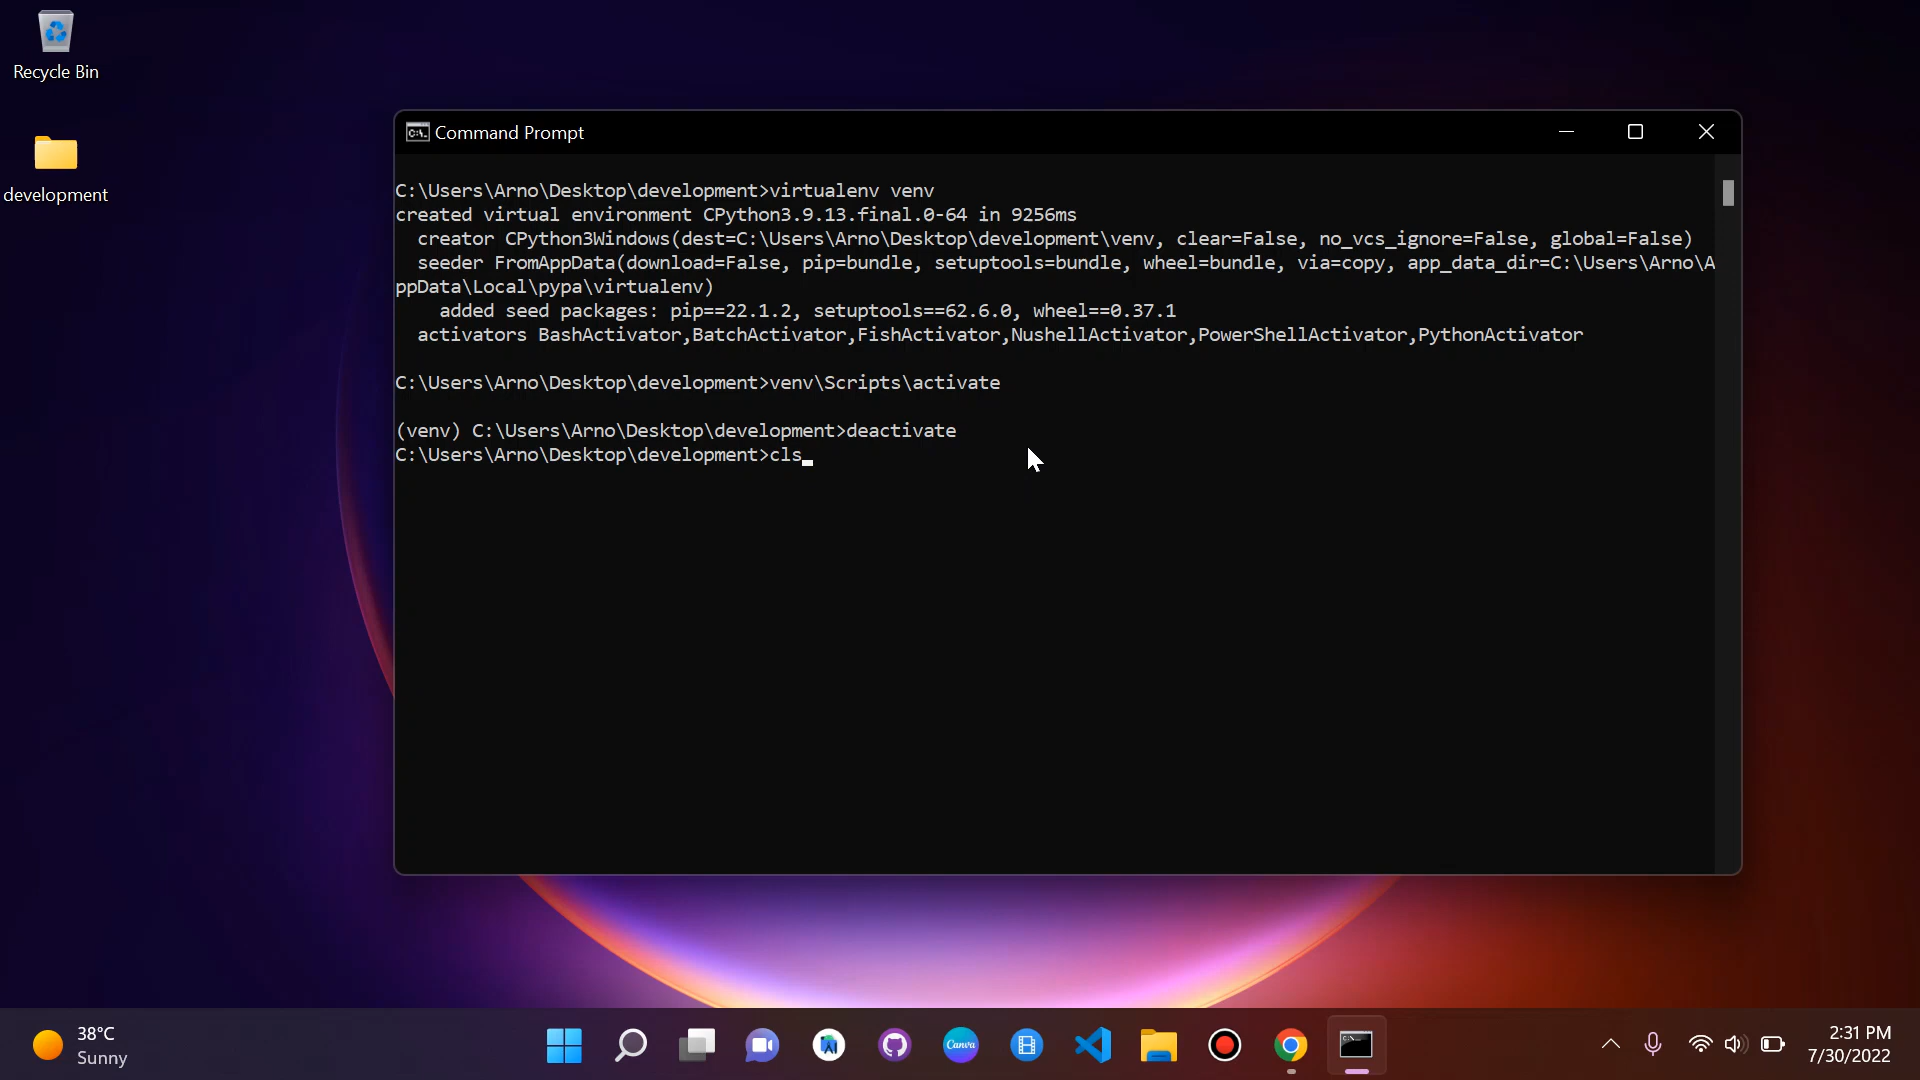 Recycle Bin
development
Command Prompt
C:\Users\Arno\Desktop\development>virtualenv venv
created virtual environment CPython3.9.13.final.0-64 in 9256ms
  creator CPython3Windows(dest=C:\Users\Arno\Desktop\development\venv, clear=False, no_vcs_ignore=False, global=False)
  seeder FromAppData(download=False, pip=bundle, setuptools=bundle, wheel=bundle, via=copy, app_data_dir=C:\Users\Arno\A
ppData\Local\pypa\virtualenv)
    added seed packages: pip==22.1.2, setuptools==62.6.0, wheel==0.37.1
  activators BashActivator,BatchActivator,FishActivator,NushellActivator,PowerShellActivator,PythonActivator
C:\Users\Arno\Desktop\development>venv\Scripts\activate
(venv) C:\Users\Arno\Desktop\development>deactivate
C:\Users\Arno\Desktop\development>cls
38°C
Sunny
Canva
2:31 PM
7/30/2022